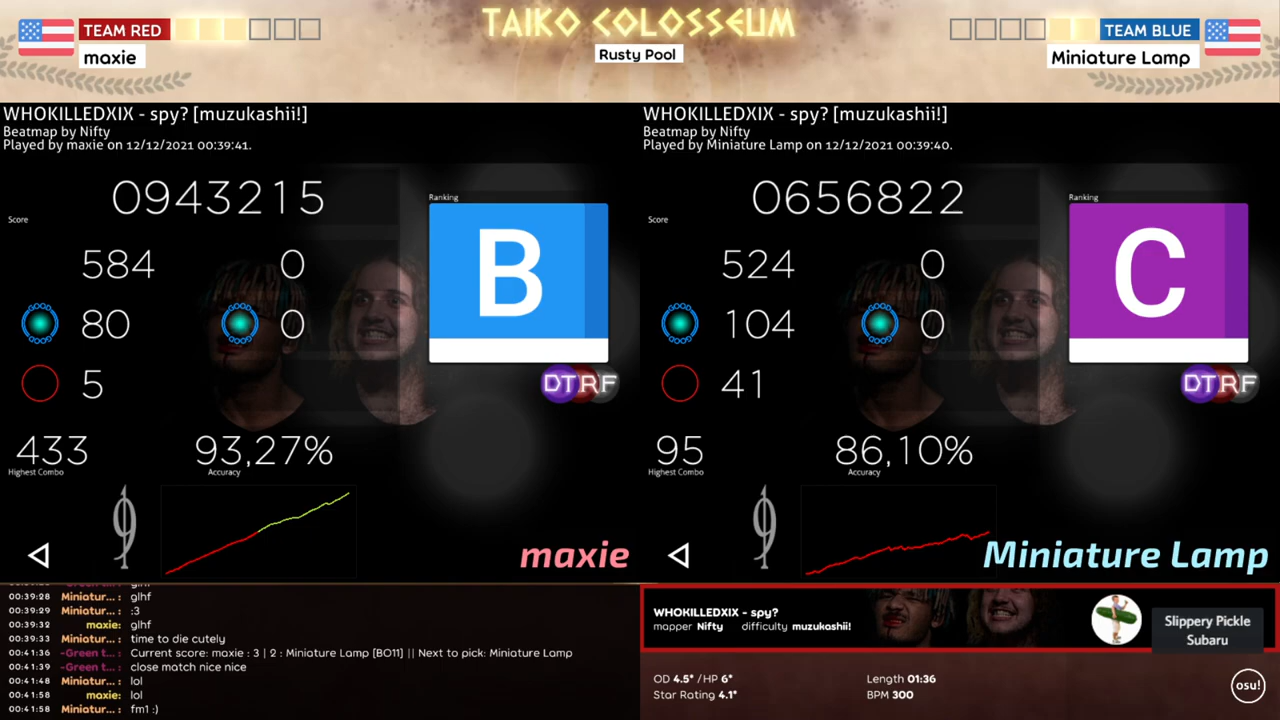 TAIKO COLOSSEUM
TEAM RED
maxie
Rusty Pool
TEAM BLUE
Miniature Lamp
WHOKILLEDXIX - spy? [muzukashii!]
Beatmap by Nifty
Played by maxie on 12/12/2021 00:39:41.
0943215
Score
584 0
80 0
5
433
Highest Combo
93,27%
Accuracy
Ranking
B
DT RF
maxie
WHOKILLEDXIX - spy? [muzukashii!]
Beatmap by Nifty
Played by Miniature Lamp on 12/12/2021 00:39:40.
0656822
Score
524 0
104 0
41
95
Highest Combo
86,10%
Accuracy
Ranking
C
DT RF
Miniature Lamp
00:39:28 Miniatur... : glhf
00:39:29 Miniatur... : :3
00:39:32 maxie: glhf
00:39:33 Miniatur... : time to die cutely
00:41:36 -Green t... : Current score: maxie : 3 | 2 : Miniature Lamp [BO11] || Next to pick: Miniature Lamp
00:41:39 -Green t... : close match nice nice
00:41:48 Miniatur... : lol
00:41:58 maxie: lol
00:41:58 Miniatur... : fm1 :)
WHOKILLEDXIX - spy?
mapper Nifty difficulty muzukashii!
Slippery Pickle
Subaru
OD 4.5* / HP 6*
Star Rating 4.1*
Length 01:36
BPM 300
osu!